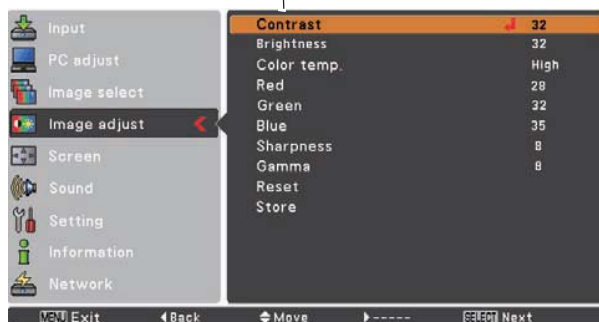 Input
PC adjust
Image select
Image adjust
Screen
Sound
Setting
Information
Network
Contrast 32
Brightness 32
Color temp. High
Red 28
Green 32
Blue 35
Sharpness 8
Gamma 8
Reset
Store
MENU Exit Back Move ----- SELECT Next